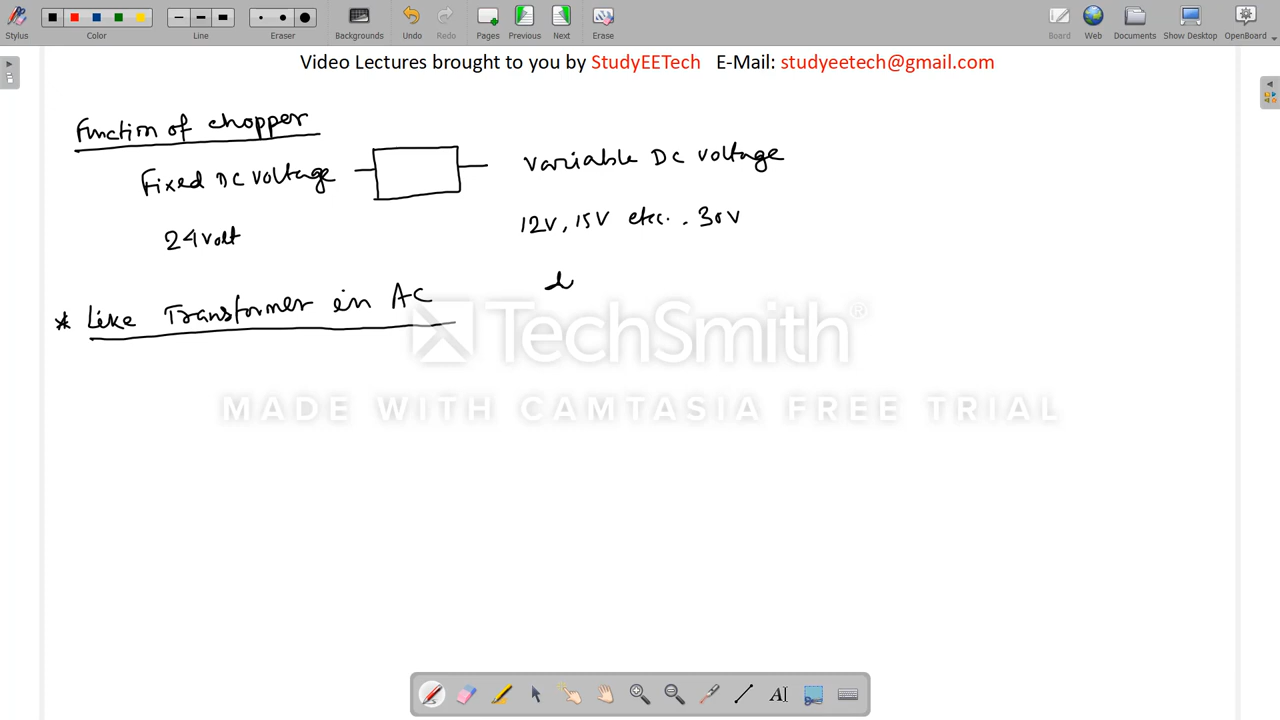 Stylus
Color
Line
Eraser
Backgrounds
Undo
Redo
Pages
Previous
Next
Erase
Board
Web
Documents
Show Desktop
OpenBoard
Video Lectures brought to you by StudyEETech E-Mail: studyeetech@gmail.com
Function of chopper
Fixed DC voltage
variable DC voltage
24volt
12V, 15V etc.. 30V
* Like Transformer in AC
TechSmith®
MADE WITH CAMTASIA FREE TRIAL
AI